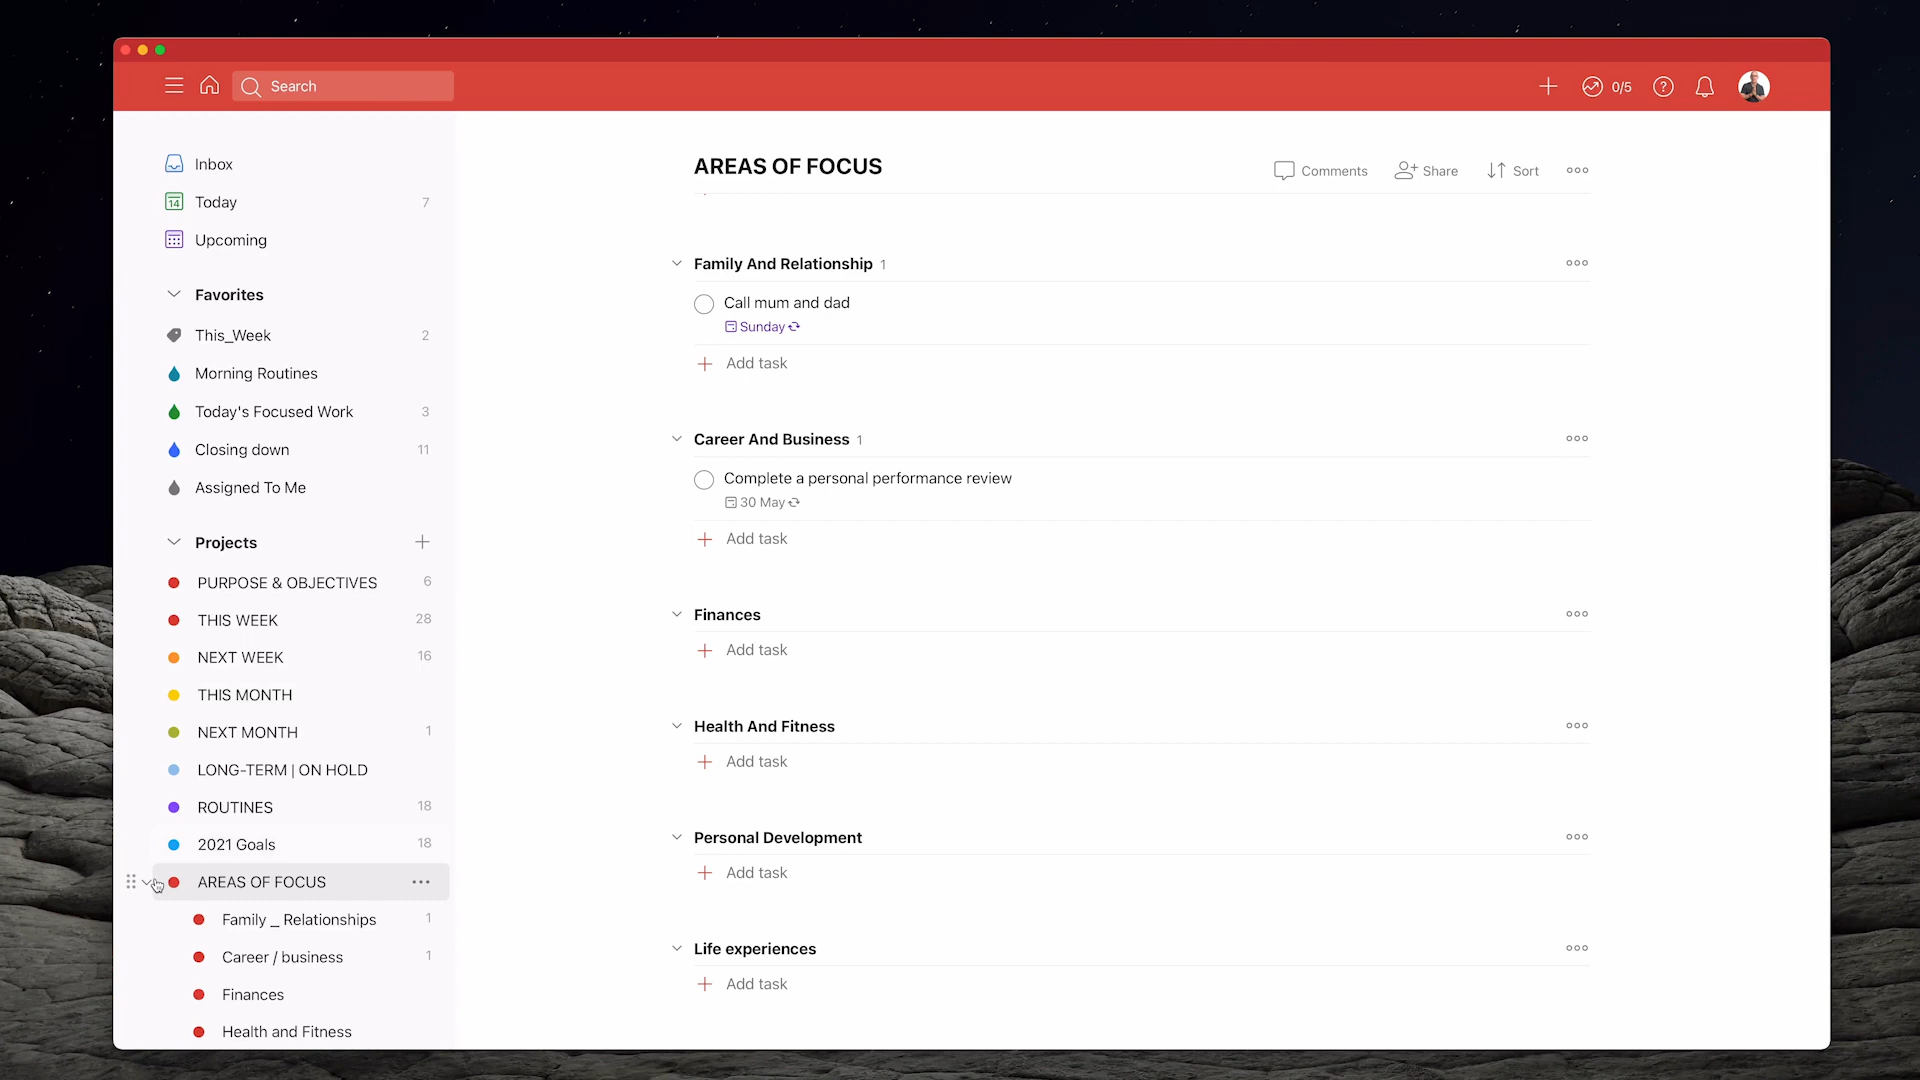 Search
0/5
?
Inbox
14
Today 7
Upcoming
Favorites
This_Week 2
Morning Routines
Today's Focused Work 3
Closing down 11
Assigned To Me
Projects
PURPOSE & OBJECTIVES 6
THIS WEEK 28
NEXT WEEK 16
THIS MONTH
NEXT MONTH 1
LONG-TERM | ON HOLD
ROUTINES 18
2021 Goals 18
AREAS OF FOCUS
Family _ Relationships 1
Career / business 1
Finances
Health and Fitness
AREAS OF FOCUS
Comments Share Sort
Family And Relationship 1
Call mum and dad
Sunday
Add task
Career And Business 1
Complete a personal performance review
30 May
Add task
Finances
Add task
Health And Fitness
Add task
Personal Development
Add task
Life experiences
Add task